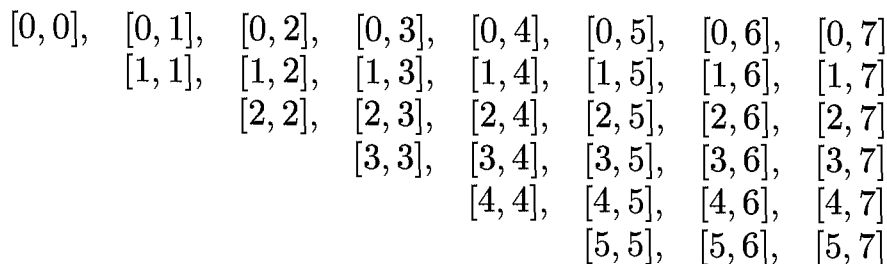 [0, 0], [0, 1], [0, 2], [0, 3], [0, 4], [0, 5], [0, 6], [0, 7]
[1, 1], [1, 2], [1, 3], [1, 4], [1, 5], [1, 6], [1, 7]
[2, 2], [2, 3], [2, 4], [2, 5], [2, 6], [2, 7]
[3, 3], [3, 4], [3, 5], [3, 6], [3, 7]
[4, 4], [4, 5], [4, 6], [4, 7]
[5, 5], [5, 6], [5, 7]